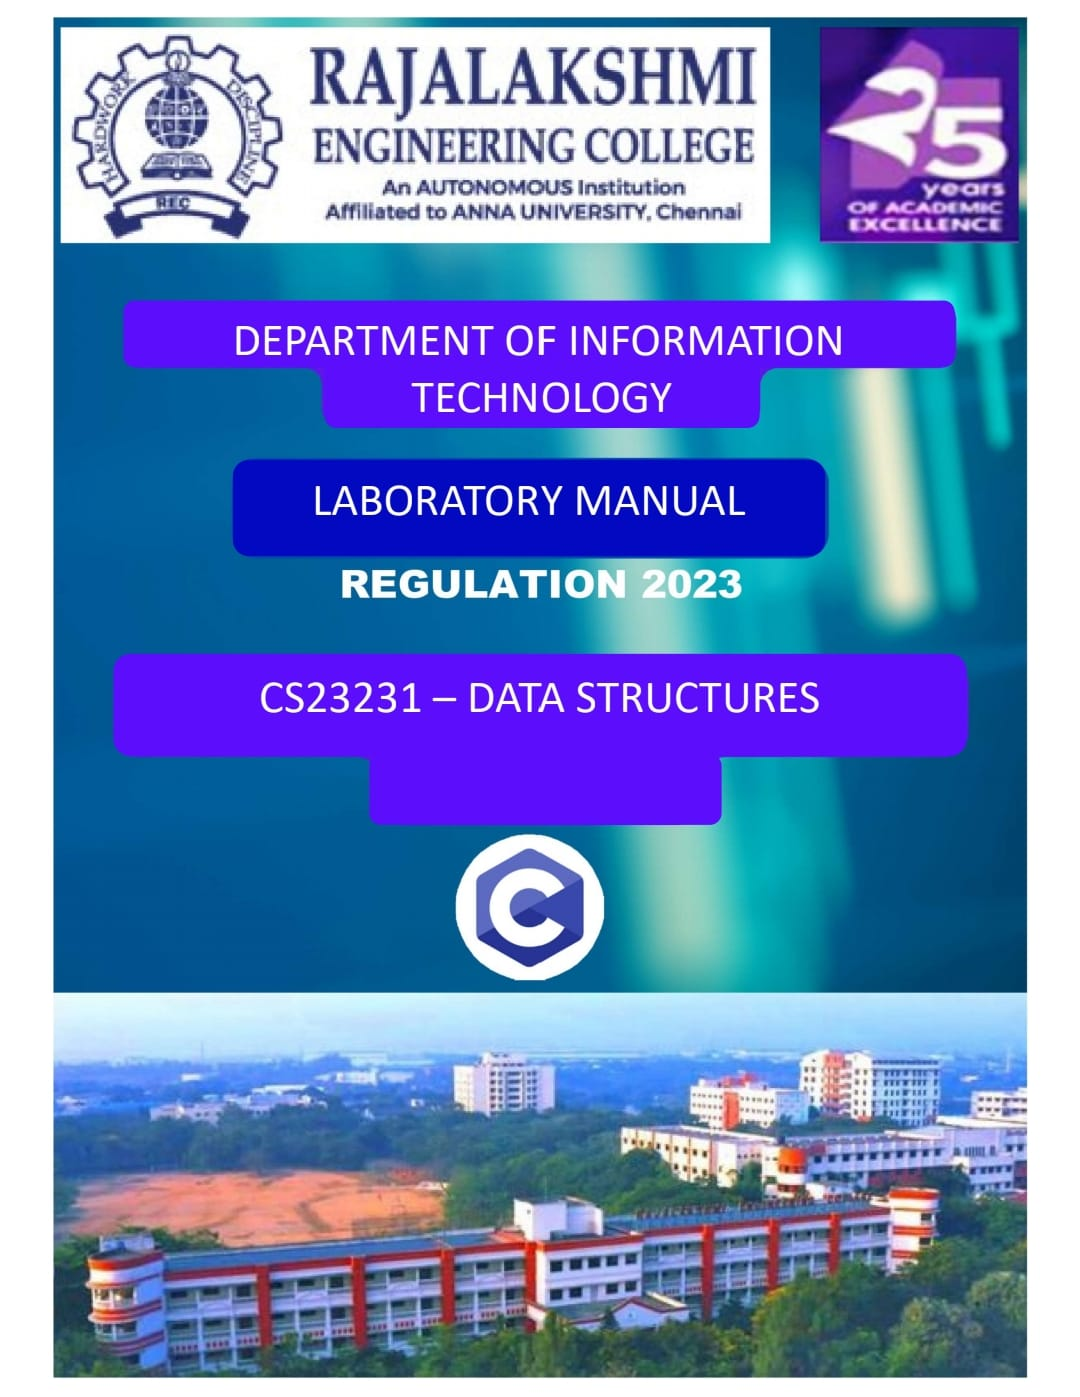 HARDWORK
DISCIPLINE
REC
RAJALAKSHMI
ENGINEERING COLLEGE
An AUTONOMOUS Institution
Affiliated to ANNA UNIVERSITY, Chennai
25
years
OF ACADEMIC
EXCELLENCE
DEPARTMENT OF INFORMATION
TECHNOLOGY
LABORATORY MANUAL
REGULATION 2023
CS23231 – DATA STRUCTURES
C